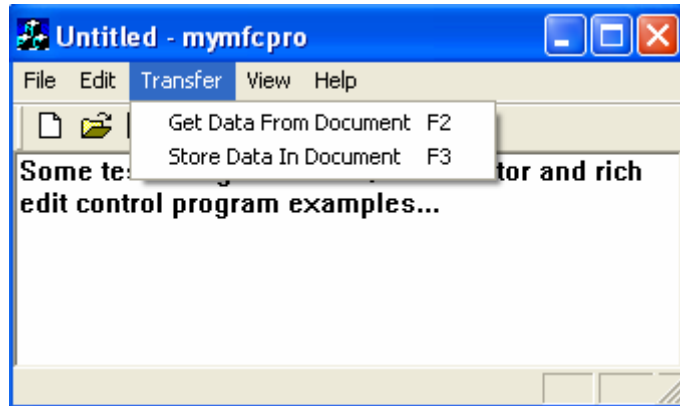 Untitled - mymfcpro
File Edit Transfer View Help
Get Data From Document F2
Store Data In Document F3
Some tor and rich
edit control program examples...